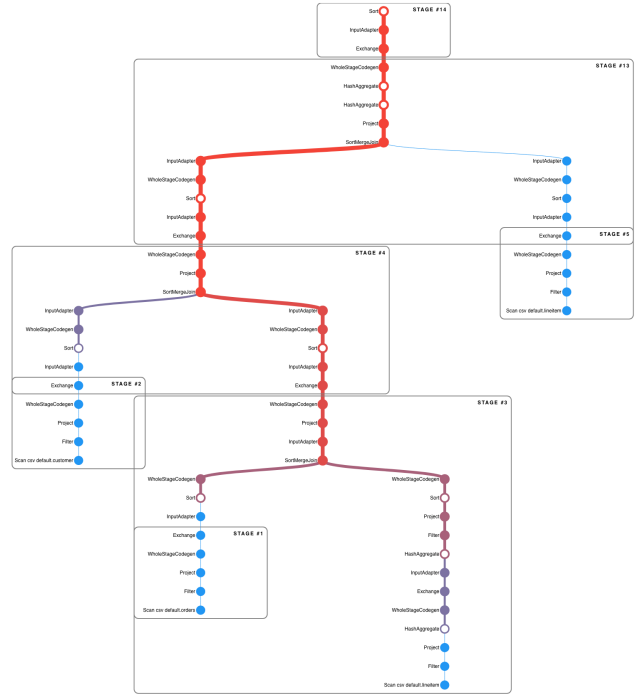 Sort
STAGE #14
InputAdapter
Exchange
WholeStageCodegen
STAGE #13
HashAggregate
HashAggregate
Project
SortMergeJoin
InputAdapter
InputAdapter
WholeStageCodegen
WholeStageCodegen
Sort
Sort
InputAdapter
InputAdapter
Exchange
Exchange
STAGE #5
WholeStageCodegen
STAGE #4
WholeStageCodegen
Project
Project
SortMergeJoin
Filter
InputAdapter
InputAdapter
Scan csv default.lineitem
WholeStageCodegen
WholeStageCodegen
Sort
Sort
InputAdapter
InputAdapter
Exchange
STAGE #2
Exchange
WholeStageCodegen
WholeStageCodegen
STAGE #3
Project
Project
Filter
InputAdapter
Scan csv default.customer
SortMergeJoin
WholeStageCodegen
WholeStageCodegen
Sort
Sort
InputAdapter
Project
Exchange
STAGE #1
Filter
WholeStageCodegen
HashAggregate
Project
InputAdapter
Filter
Exchange
Scan csv default.orders
WholeStageCodegen
HashAggregate
Project
Filter
Scan csv default.lineitem